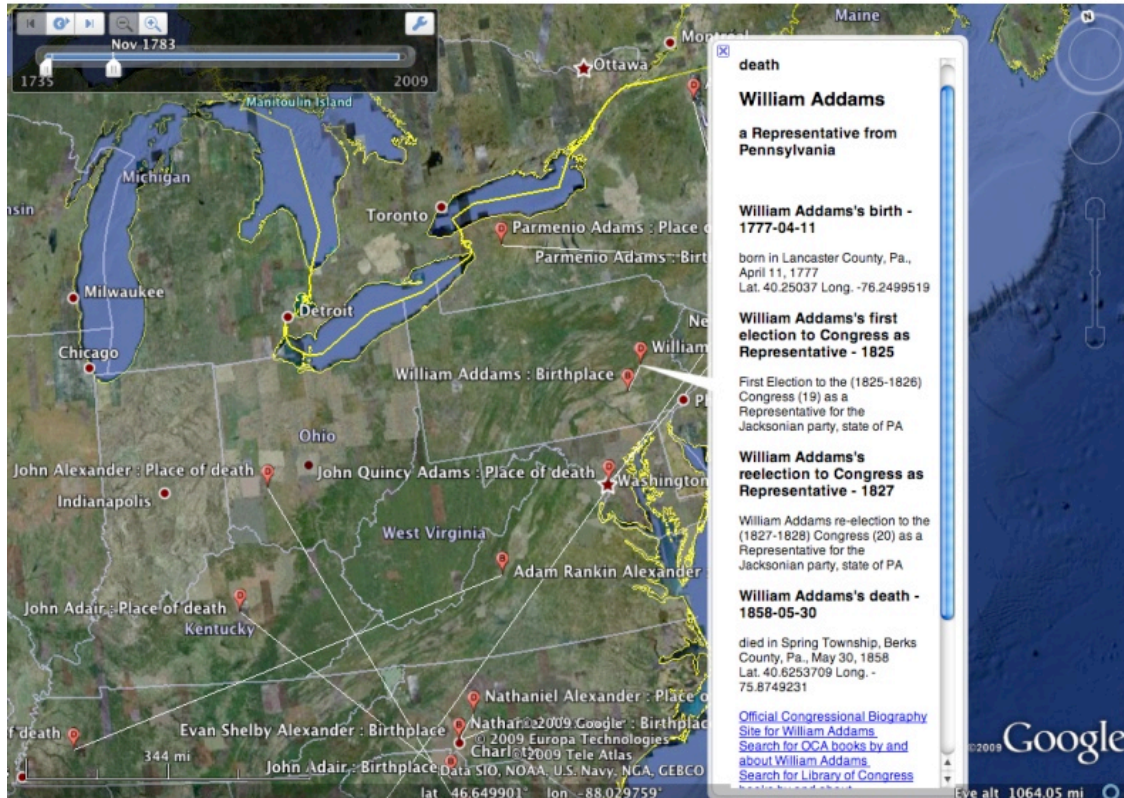 Nov 1783
1735
2009
Maine
N
Montreal
Ottawa
Manitoulin Island
Michigan
Toronto
Parmenio Adams : Place
Parmenio Adams : Birt
Milwaukee
Detroit
Chicago
William
William Addams : Birthplace
Ohio
John Alexander : Place of death
John Quincy Adams : Place of death
Washington
Indianapolis
West Virginia
Adam Rankin Alexander
John Adair : Place of death
Kentucky
Nathaniel Alexander : Place
Evan Shelby Alexander : Birthplace
© 2009 Google
© 2009 Europa Technologies
© 2009 Tele Atlas
f death
344 mi
John Adair : Birthplace
Data SIO, NOAA, U.S. Navy, NGA, GEBCO
lat 46.649901° lon -88.029759°
death
William Addams
a Representative from
Pennsylvania
William Addams's birth -
1777-04-11
born in Lancaster County, Pa.,
April 11, 1777
Lat. 40.25037 Long. -76.2499519
William Addams's first
election to Congress as
Representative - 1825
First Election to the (1825-1826)
Congress (19) as a
Representative for the
Jacksonian party, state of PA
William Addams's
reelection to Congress as
Representative - 1827
William Addams re-election to the
(1827-1828) Congress (20) as a
Representative for the
Jacksonian party, state of PA
William Addams's death -
1858-05-30
died in Spring Township, Berks
County, Pa., May 30, 1858
Lat. 40.6253709 Long. -
75.8749231
Official Congressional Biography
Site for William Addams
Search for OCA books by and
about William Addams
Search for Library of Congress
©2009 Google
Eye alt 1064.05 mi